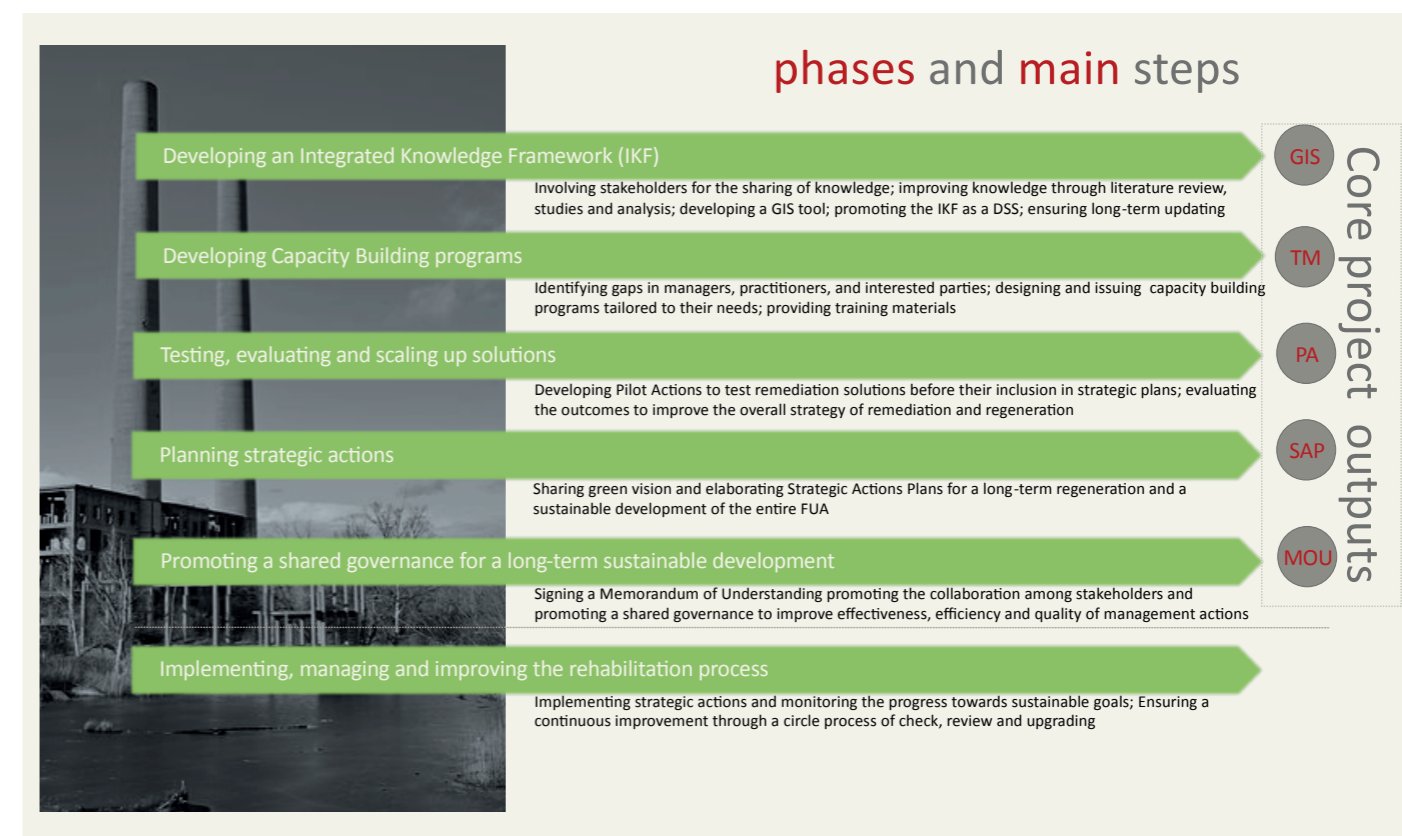 phases and main steps
Developing an Integrated Knowledge Framework (IKF)
GIS
Involving stakeholders for the sharing of knowledge; improving knowledge through literature review,
studies and analysis; developing a GIS tool; promoting the IKF as a DSS; ensuring long-term updating
Developing Capacity Building programs
TM
Identifying gaps in managers, practitioners, and interested parties; designing and issuing capacity building
programs tailored to their needs; providing training materials
Testing, evaluating and scaling up solutions
PA
Developing Pilot Actions to test remediation solutions before their inclusion in strategic plans; evaluating
the outcomes to improve the overall strategy of remediation and regeneration
Planning strategic actions
SAP
Sharing green vision and elaborating Strategic Actions Plans for a long-term regeneration and a
sustainable development of the entire FUA
Promoting a shared governance for a long-term sustainable development
MOU
Signing a Memorandum of Understanding promoting the collaboration among stakeholders and
promoting a shared governance to improve effectiveness, efficiency and quality of management actions
Implementing, managing and improving the rehabilitation process
Implementing strategic actions and monitoring the progress towards sustainable goals; Ensuring a
continuous improvement through a circle process of check, review and upgrading
Core project outputs